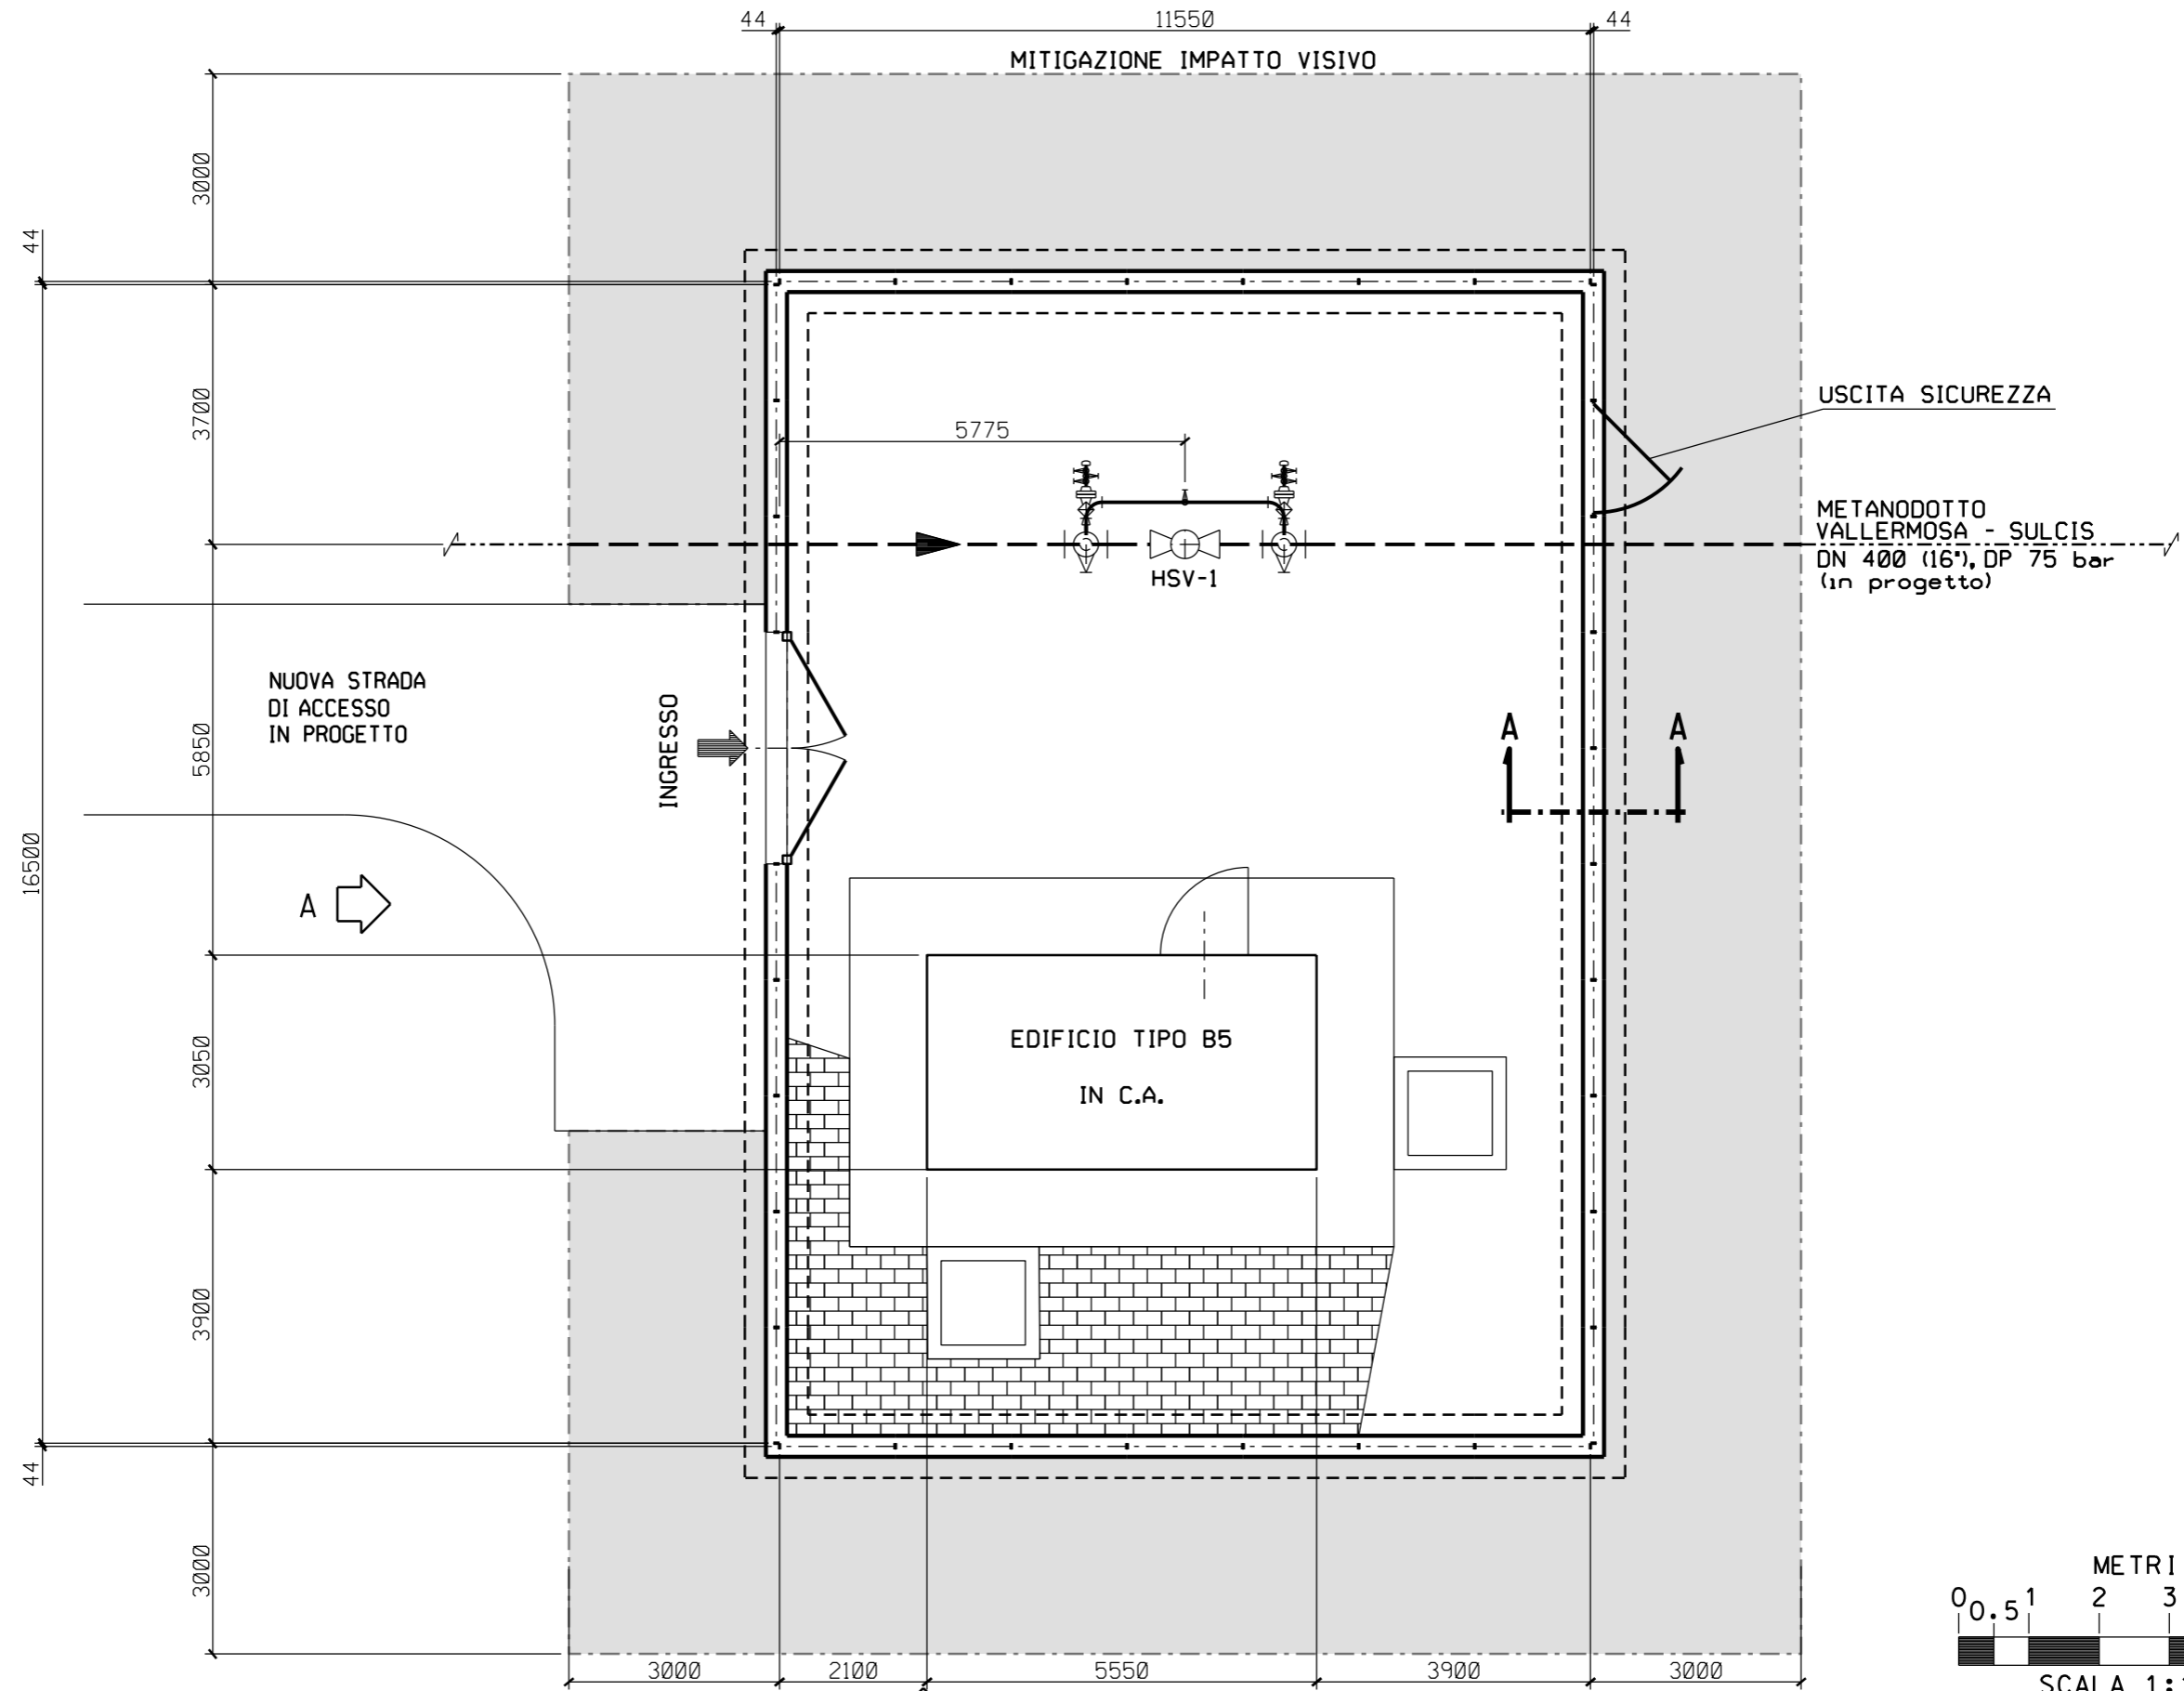 44
11550
44
MITIGAZIONE IMPATTO VISIVO
3000
44
3700
5775
USCITA SICUREZZA
METANODOTTO
VALLERMOSA - SULCIS
DN 400 (16"), DP 75 bar
(in progetto)
HSV-1
NUOVA STRADA
DI ACCESSO
IN PROGETTO
INGRESSO
5850
A
A
16500
A
EDIFICIO TIPO B5
IN C.A.
3050
3900
44
3000
METRI
0
0.5
1
2
3
3000
2100
5550
3900
3000
SCALA 1: